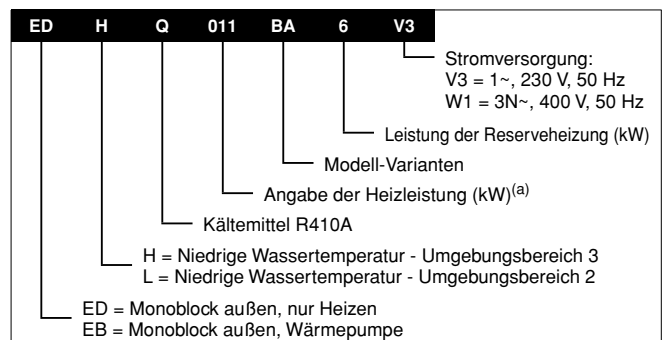 ED H Q 011 BA 6 V3
Stromversorgung:
V3 = 1~, 230 V, 50 Hz
W1 = 3N~, 400 V, 50 Hz
Leistung der Reserveheizung (kW)
Modell-Varianten
Angabe der Heizleistung (kW)(a)
Kältemittel R410A
H = Niedrige Wassertemperatur - Umgebungsbereich 3
L = Niedrige Wassertemperatur - Umgebungsbereich 2
ED = Monoblock außen, nur Heizen
EB = Monoblock außen, Wärmepumpe